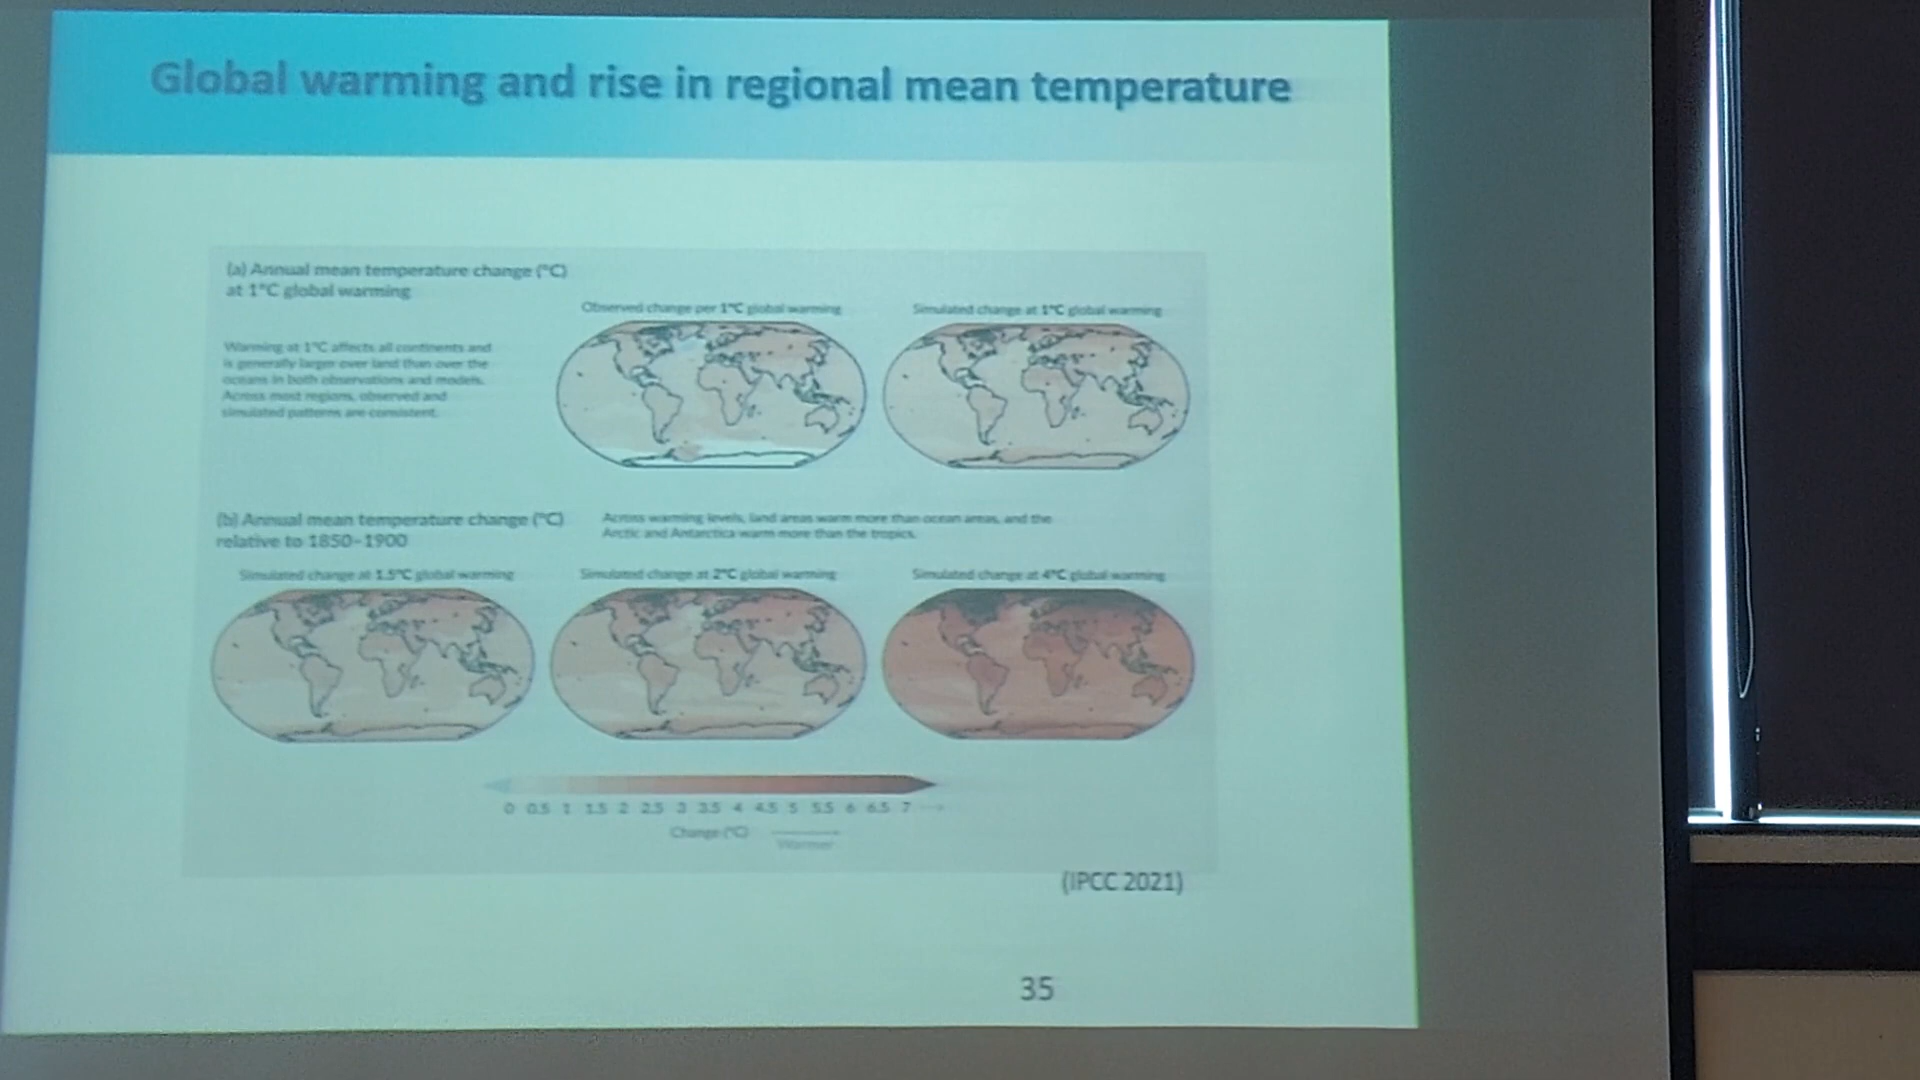 Global warming and rise in regional mean temperature
(a) Annual mean temperature change (°C)
at 1°C global warming
Observed change per 1°C global warming
Simulated change at 1°C global warming
Warming at 1°C affects all continents and
is generally larger over land than over the
oceans in both observations and models.
Across most regions, observed and
simulated patterns are consistent.
(b) Annual mean temperature change (°C)
relative to 1850-1900
Across warming levels, land areas warm more than ocean areas, and the
Arctic and Antarctica warm more than the tropics.
Simulated change at 1.5°C global warming
Simulated change at 2°C global warming
Simulated change at 4°C global warming
0 0.5 1 1.5 2 2.5 3 3.5 4 4.5 5 5.5 6 6.5 7
Change (°C)
Warmer
(IPCC 2021)
35